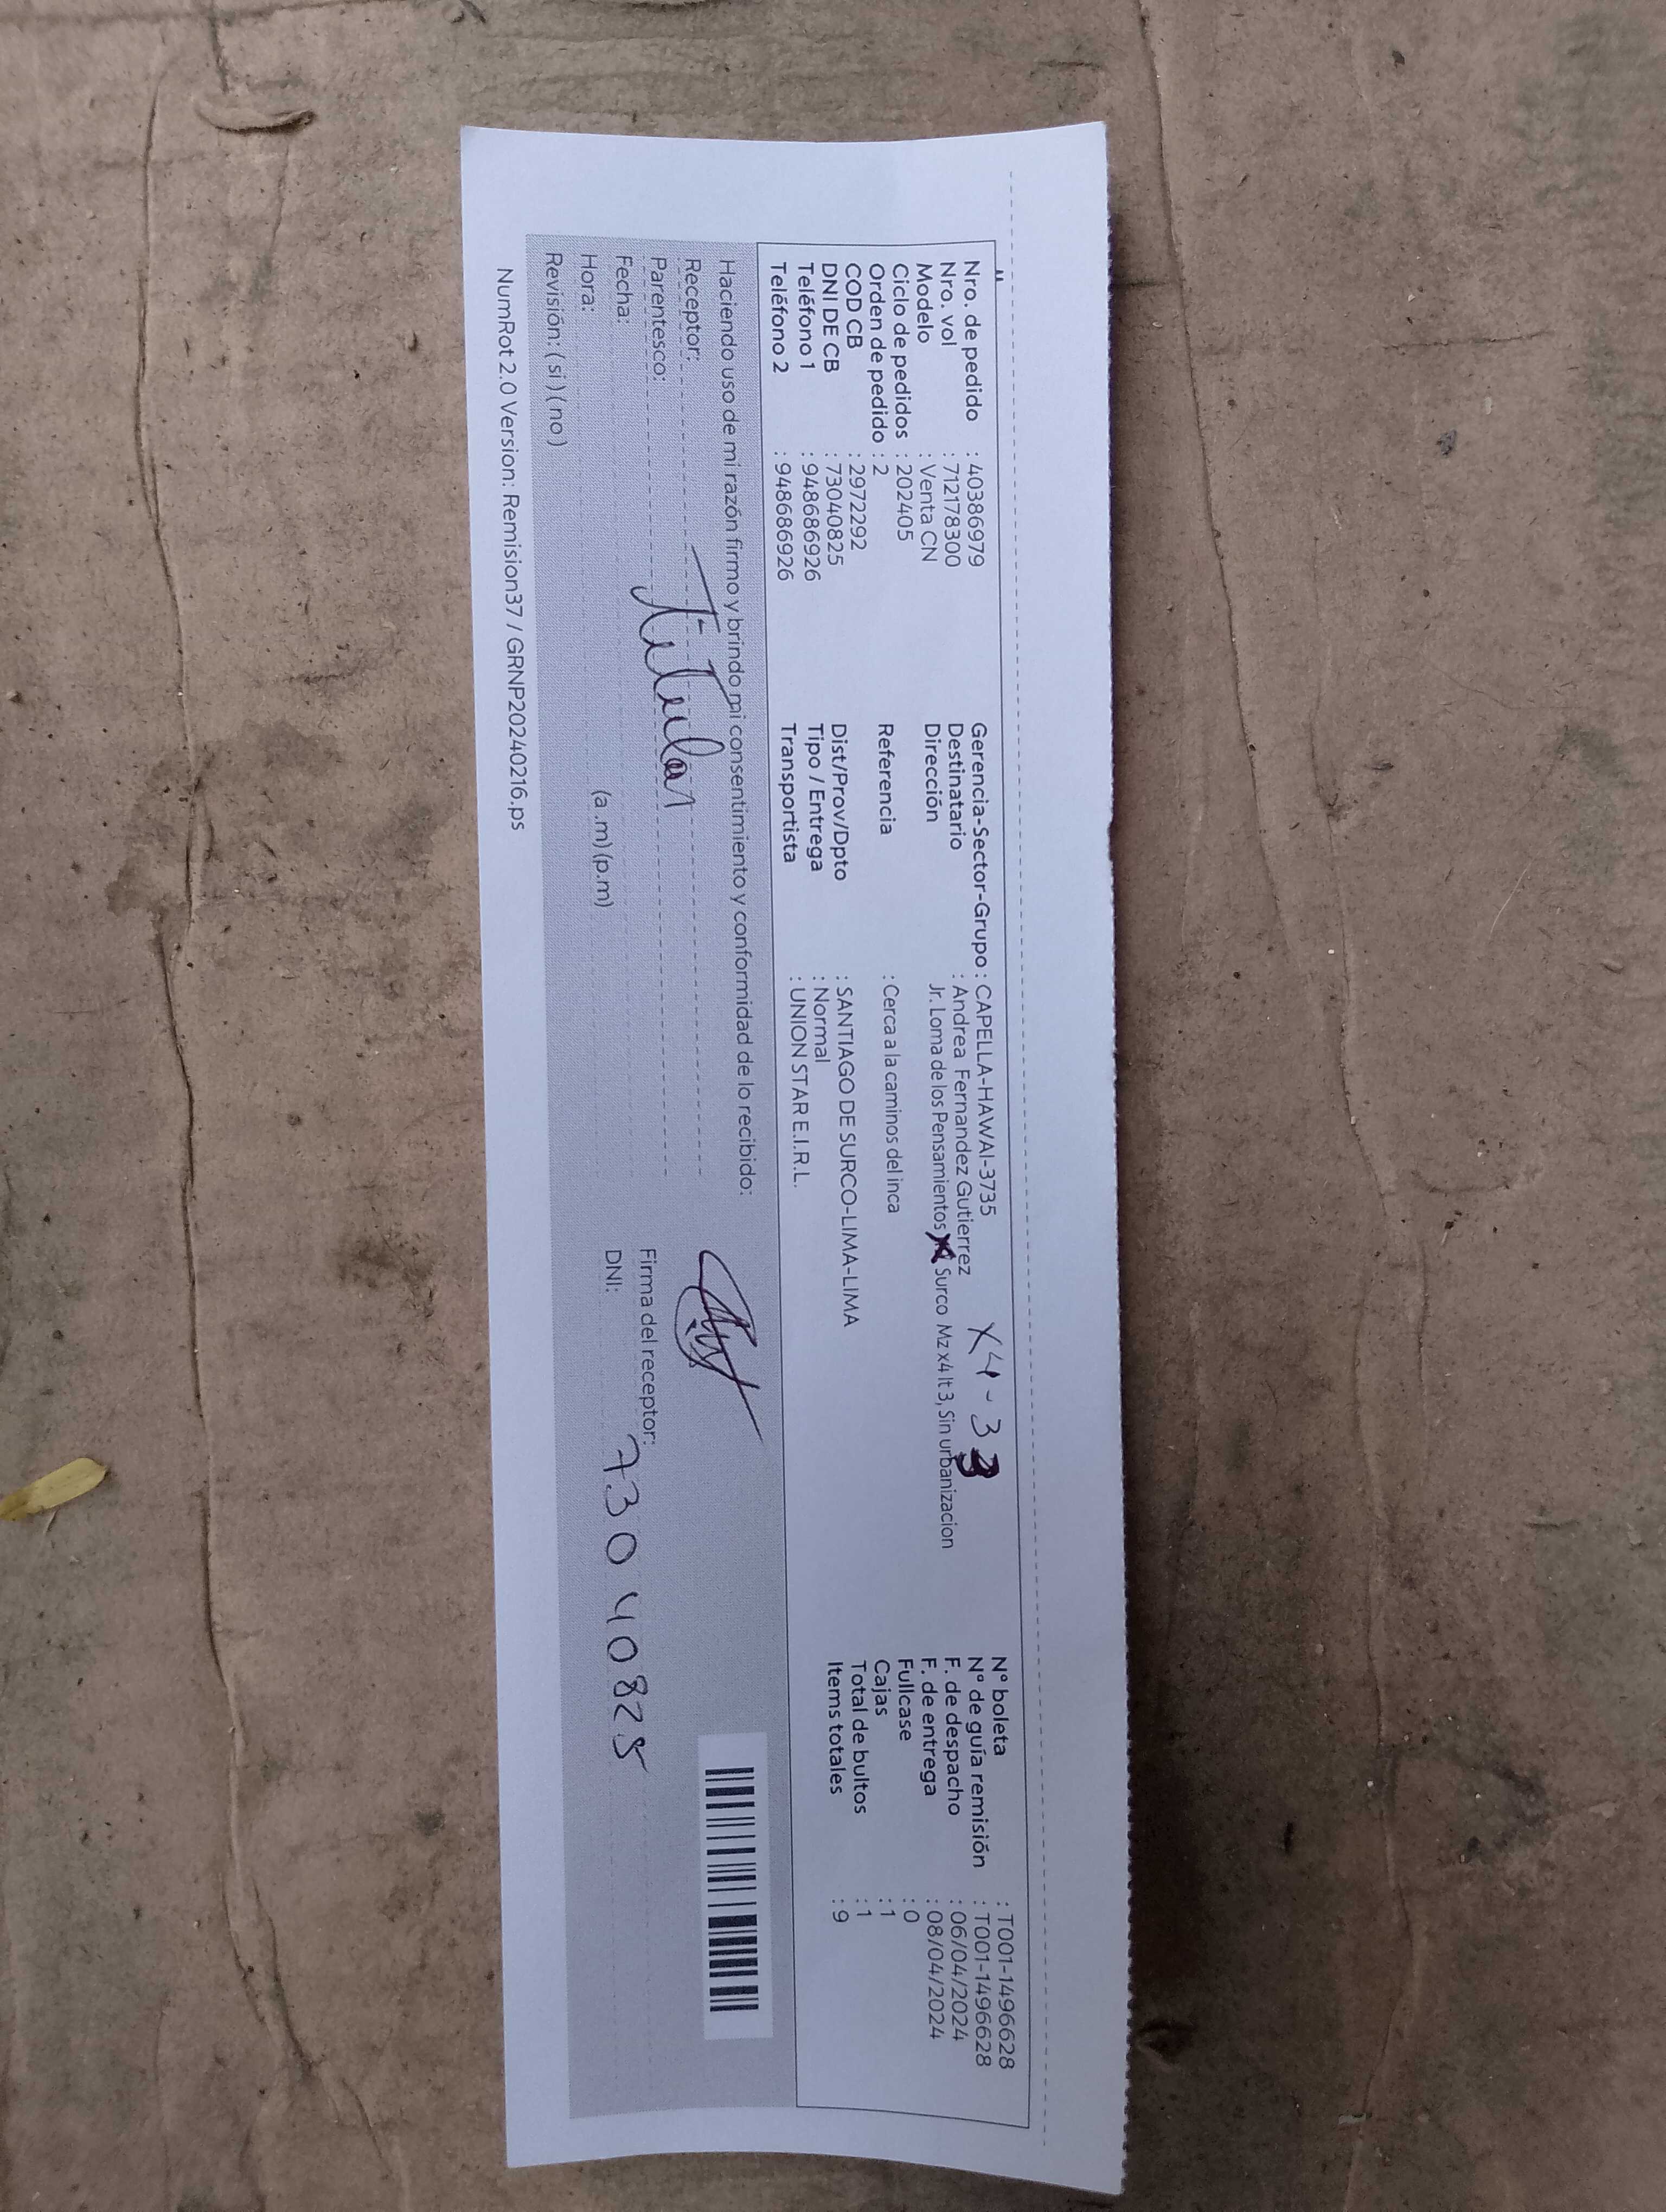 Nro. de pedido : 40386979
Nro. vol : 712178300
Modelo : Venta CN
Ciclo de pedidos : 202405
Orden de pedido : 2
COD CB : 2972292
DNI DE CB : 73040825
Teléfono 1 : 948686926
Teléfono 2 : 948686926
X4-3 3
Gerencia-Sector-Grupo : CAPELLA-HAWAI-3735
Destinatario : Andrea Fernandez Gutierrez
Dirección Jr. Loma de los Pensamientos Surco Mz x4 lt 3, Sin urbanizacion
Referencia : Cerca a la caminos del inca
Dist/Prov/Dpto : SANTIAGO DE SURCO-LIMA-LIMA
Tipo / Entrega : Normal
Transportista : UNION STAR E.I.R.L.
N° boleta : T001-1496628
N° de guía remisión : T001-1496628
F. de despacho : 06/04/2024
F. de entrega : 08/04/2024
Fullcase : 0
Cajas : 1
Total de bultos : 1
Items totales : 9
Haciendo uso de mi razón firmo y brindo mi consentimiento y conformidad de lo recibido:
Receptor:
Titular
Parentesco:
Fecha:
Hora: (a .m) (p.m)
Revisión: ( si ) ( no )
Firma del receptor:
DNI: 73040825
NumRot 2.0 Version: Remision37 / GRNP20240216.ps